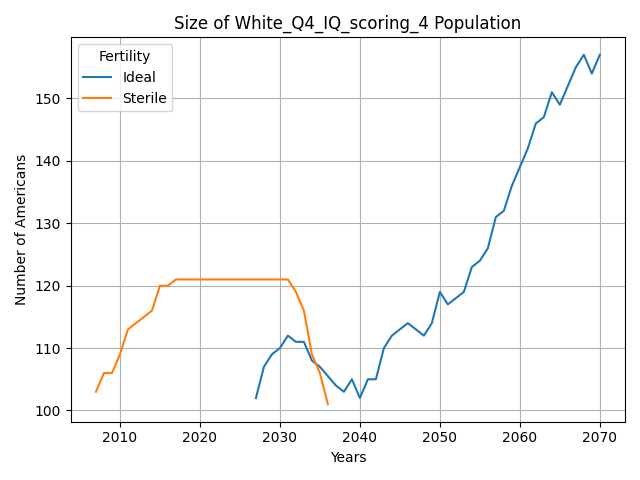 Size of White_Q4_IQ_scoring_4 Population
Fertility
Ideal
Sterile
Number of Americans
150
140
130
120
110
100
2010 2020 2030 2040 2050 2060 2070
Years